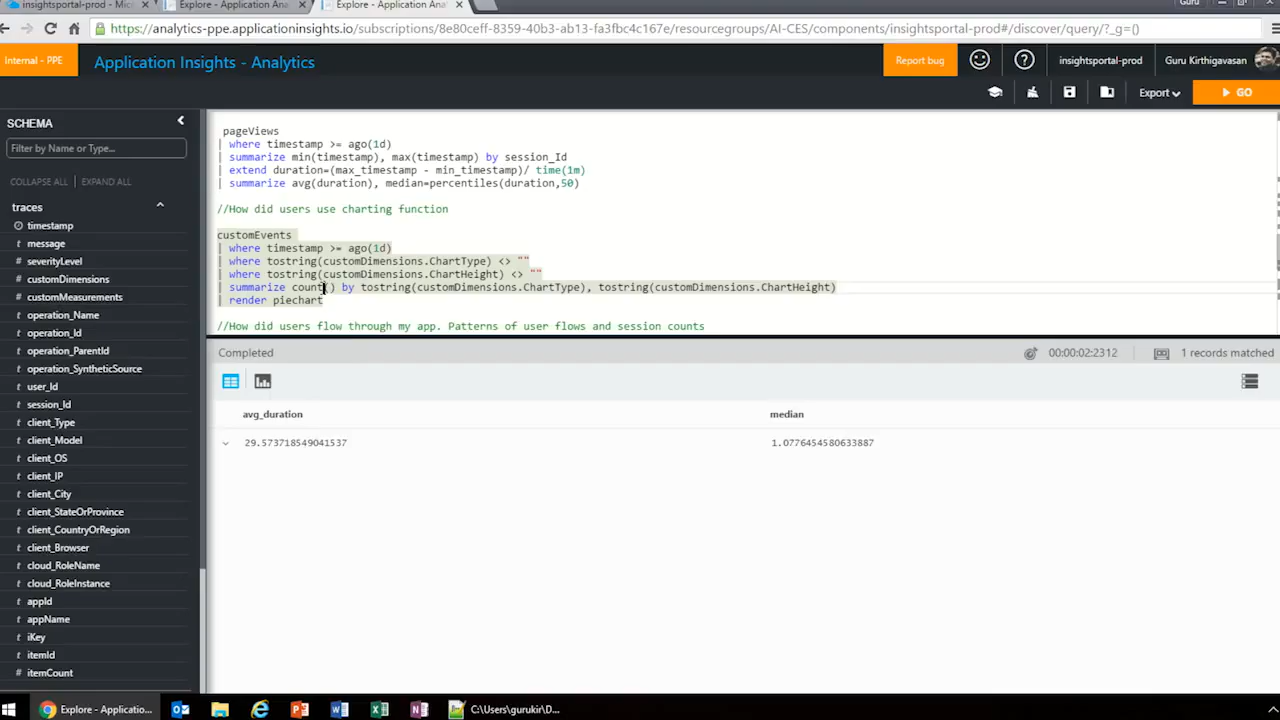 insightsportal-prod - Mic
Explore - Application Ana
Explore - Application Ana
Guru
https://analytics-ppe.applicationinsights.io/subscriptions/8e80ceff-8359-40b3-ab13-fa3fbc4c167e/resourcegroups/AI-CES/components/insightsportal-prod#/discover/query/?_g=()
Internal - PPE
Application Insights - Analytics
Report bug
insightsportal-prod
Guru Kirthigavasan
Export
GO
SCHEMA
Filter by Name or Type...
COLLAPSE ALL
EXPAND ALL
traces
timestamp
t message
# severityLevel
# customDimensions
# customMeasurements
t operation_Name
t operation_Id
t operation_ParentId
t operation_SyntheticSource
t user_Id
t session_Id
t client_Type
t client_Model
t client_OS
t client_IP
t client_City
t client_StateOrProvince
t client_CountryOrRegion
t client_Browser
t cloud_RoleName
t cloud_RoleInstance
t appId
t appName
t iKey
t itemId
# itemCount
pageViews
| where timestamp >= ago(1d)
| summarize min(timestamp), max(timestamp) by session_Id
| extend duration=(max_timestamp - min_timestamp)/ time(1m)
| summarize avg(duration), median=percentiles(duration,50)
//How did users use charting function
customEvents
| where timestamp >= ago(1d)
| where tostring(customDimensions.ChartType) <> ""
| where tostring(customDimensions.ChartHeight) <> ""
| summarize count() by tostring(customDimensions.ChartType), tostring(customDimensions.ChartHeight)
| render piechart
//How did users flow through my app. Patterns of user flows and session counts
Completed
00:00:02:2312
1 records matched
avg_duration
median
29.573718549041537
1.0776454580633887
Explore - Applicatio...
C:\Users\gurukir\D...